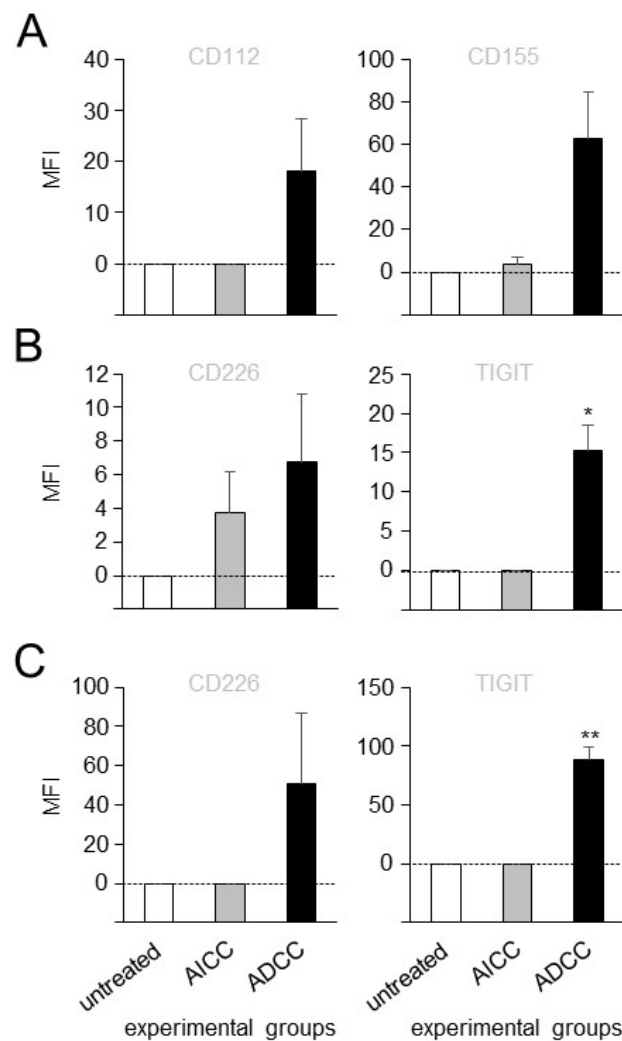 A
CD112
CD155
MFI
40
30
20
10
0
100
80
60
40
20
0
B
CD226
TIGIT
MFI
12
10
8
6
4
2
0
25
20
15
10
5
0
*
C
CD226
TIGIT
MFI
100
80
60
40
20
0
150
100
50
0
**
untreated AICC ADCC
untreated AICC ADCC
experimental groups
experimental groups